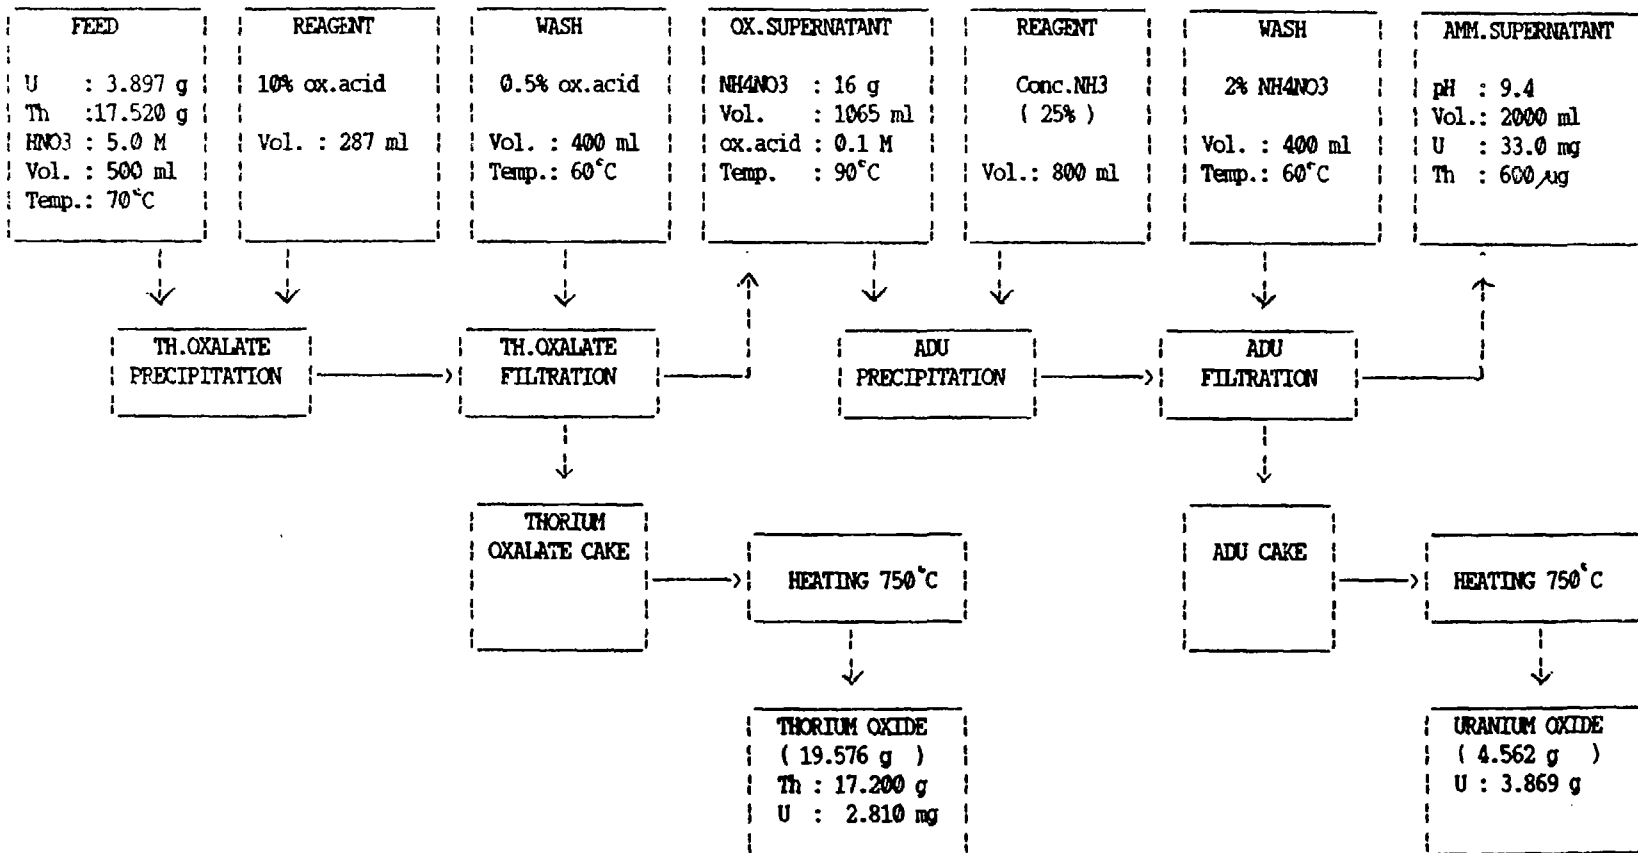 FEED
U : 3.897 g
Th :17.520 g
HNO3 : 5.0 M
Vol. : 500 ml
Temp.: 70°C
REAGENT
10% ox.acid
Vol. : 287 ml
WASH
0.5% ox.acid
Vol. : 400 ml
Temp.: 60°C
OX.SUPERNATANT
NH4NO3 : 16 g
Vol. : 1065 ml
ox.acid : 0.1 M
Temp. : 90°C
REAGENT
Conc.NH3
( 25% )
Vol.: 800 ml
WASH
2% NH4NO3
Vol. : 400 ml
Temp.: 60°C
AMM.SUPERNATANT
pH : 9.4
Vol.: 2000 ml
U : 33.0 mg
Th : 600 µg
TH.OXALATE
PRECIPITATION
TH.OXALATE
FILTRATION
ADU
PRECIPITATION
ADU
FILTRATION
THORIUM
OXALATE CAKE
HEATING 750°C
ADU CAKE
HEATING 750°C
THORIUM OXIDE
( 19.576 g )
Th : 17.200 g
U : 2.810 mg
URANIUM OXIDE
( 4.562 g )
U : 3.869 g